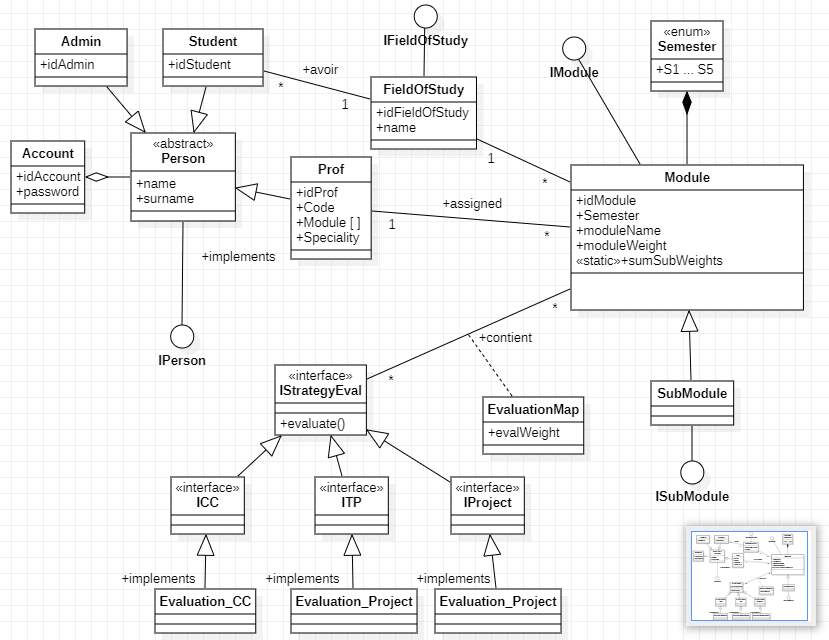 IFieldOfStudy
Admin
+idAdmin
Student
+idStudent
+avoir
*
1
FieldOfStudy
+idFieldOfStudy
+name
IModule
«enum»
Semester
+S1 ... S5
Account
+idAccount
+password
«abstract»
Person
+name
+surname
Prof
+idProf
+Code
+Module [ ]
+Speciality
1
*
+assigned
1
*
Module
+idModule
+Semester
+moduleName
+moduleWeight
«static»+sumSubWeights
+implements
IPerson
*
+contient
*
«interface»
IStrategyEval
+evaluate()
EvaluationMap
+evalWeight
SubModule
ISubModule
«interface»
ICC
«interface»
ITP
«interface»
IProject
+implements
+implements
+implements
Evaluation_CC
Evaluation_Project
Evaluation_Project